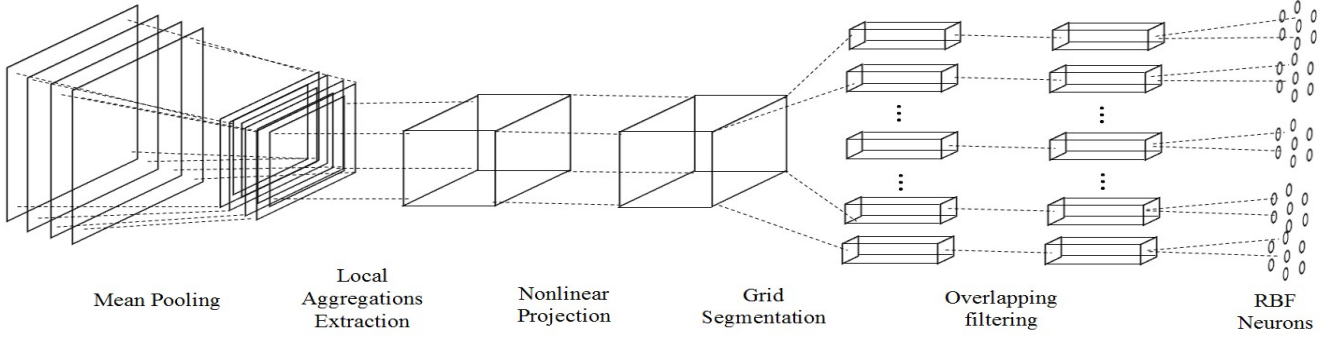 Mean Pooling
Local
Aggregations
Extraction
Nonlinear
Projection
Grid
Segmentation
Overlapping
filtering
RBF
Neurons